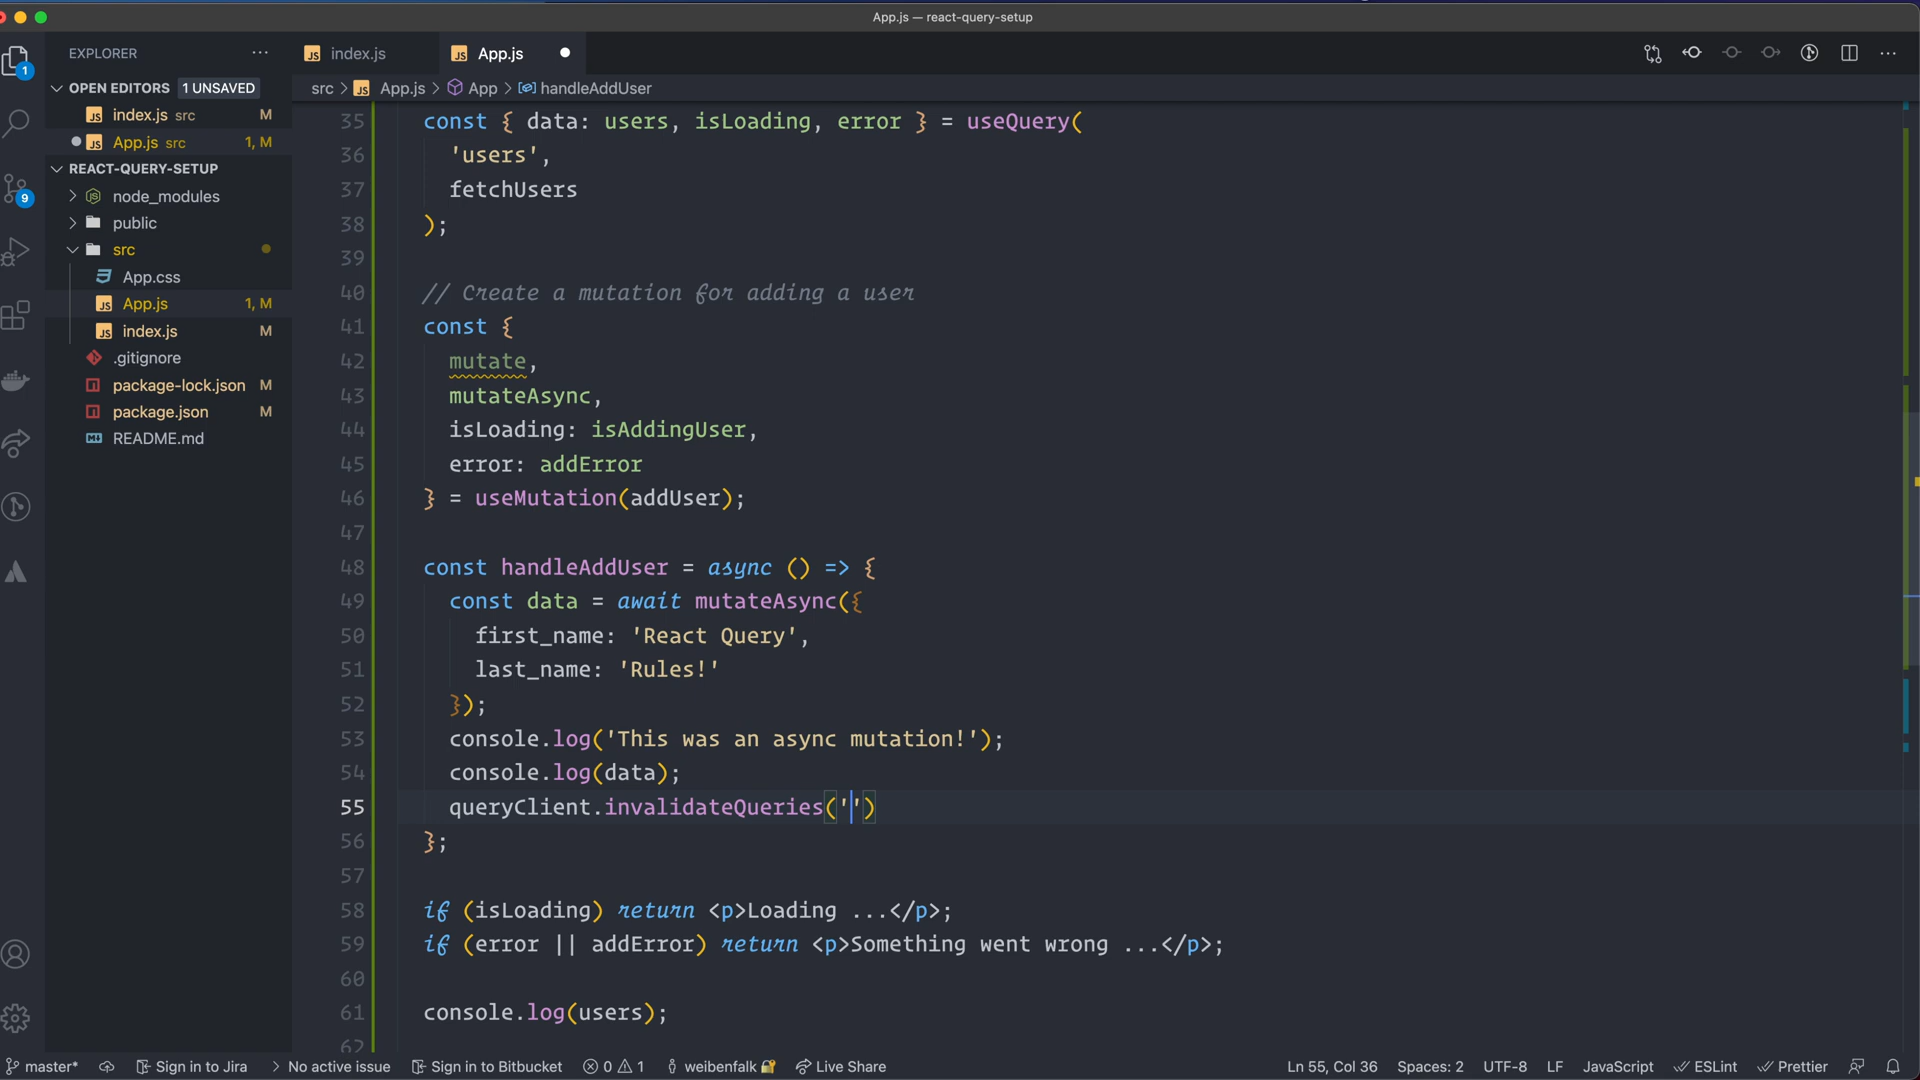 App.js — react-query-setup
EXPLORER
···
index.js
App.js
OPEN EDITORS 1 UNSAVED
index.js src M
App.js src 1, M
REACT-QUERY-SETUP
node_modules
public
src
App.css
App.js 1, M
index.js M
.gitignore
package-lock.json M
package.json M
README.md
1
9
src > App.js > App > handleAddUser
35 const { data: users, isLoading, error } = useQuery(
36 'users',
37 fetchUsers
38 );
39
40 // Create a mutation for adding a user
41 const {
42 mutate,
43 mutateAsync,
44 isLoading: isAddingUser,
45 error: addError
46 } = useMutation(addUser);
47
48 const handleAddUser = async () => {
49 const data = await mutateAsync({
50 first_name: 'React Query',
51 last_name: 'Rules!'
52 });
53 console.log('This was an async mutation!');
54 console.log(data);
55 queryClient.invalidateQueries('')
56 };
57
58 if (isLoading) return <p>Loading ...</p>;
59 if (error || addError) return <p>Something went wrong ...</p>;
60
61 console.log(users);
62
master* Sign in to Jira > No active issue Sign in to Bitbucket 0 1 weibenfalk Live Share Ln 55, Col 36 Spaces: 2 UTF-8 LF JavaScript ESLint Prettier